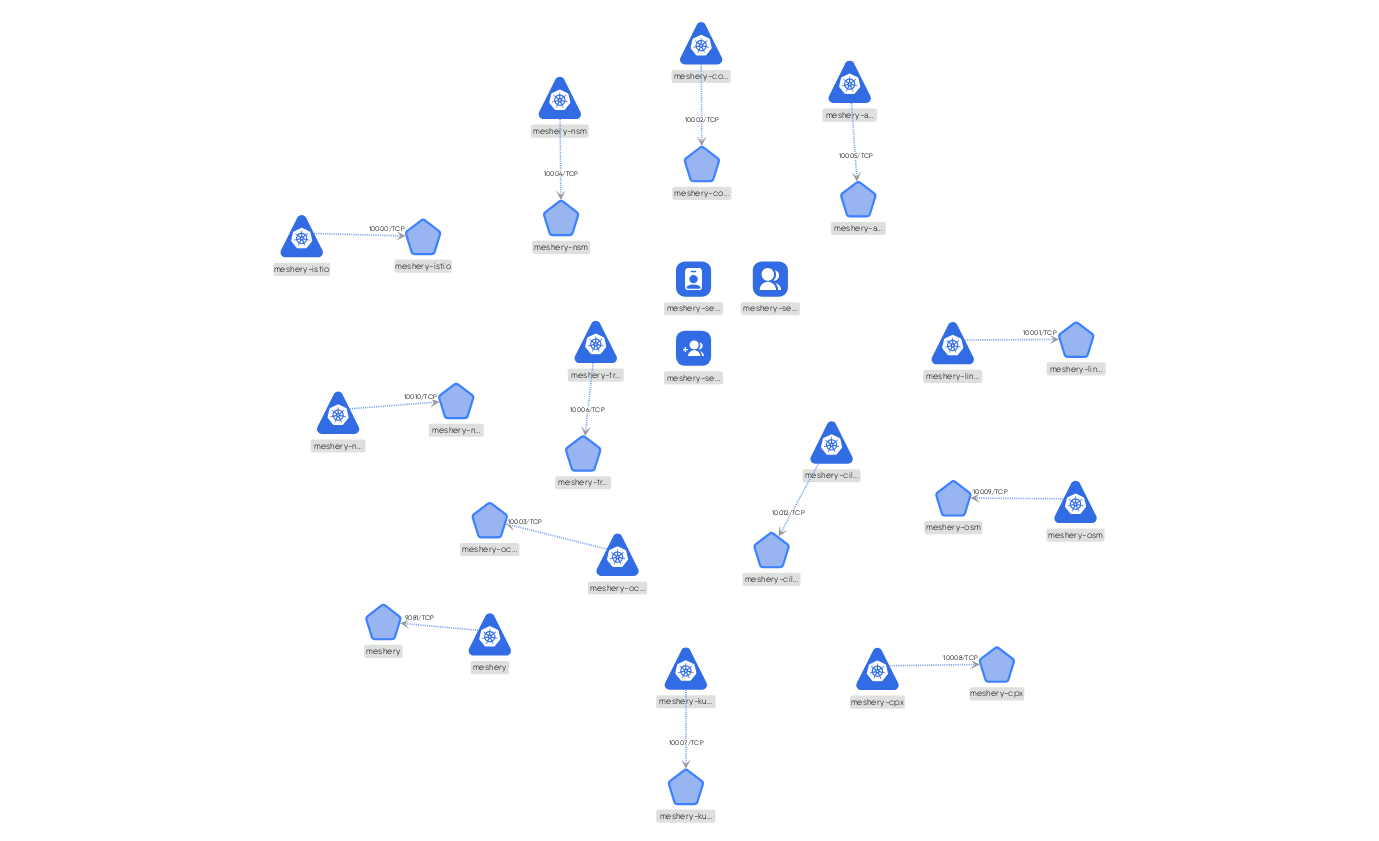 meshery-co...
10002/TCP
meshery-co...
meshery-nsm
10004/TCP
meshery-nsm
meshery-a...
10005/TCP
meshery-a...
10000/TCP
meshery-istio
meshery-istio
meshery-se...
meshery-se...
meshery-se...
meshery-fr...
10006/TCP
meshery-fr...
10001/TCP
meshery-lin...
meshery-lin...
10010/TCP
meshery-n...
meshery-n...
meshery-cil...
10012/TCP
meshery-cil...
10009/TCP
meshery-osm
meshery-osm
10003/TCP
meshery-oc...
meshery-oc...
9081/TCP
meshery
meshery
meshery-ku...
10007/TCP
meshery-ku...
10008/TCP
meshery-cpx
meshery-cpx